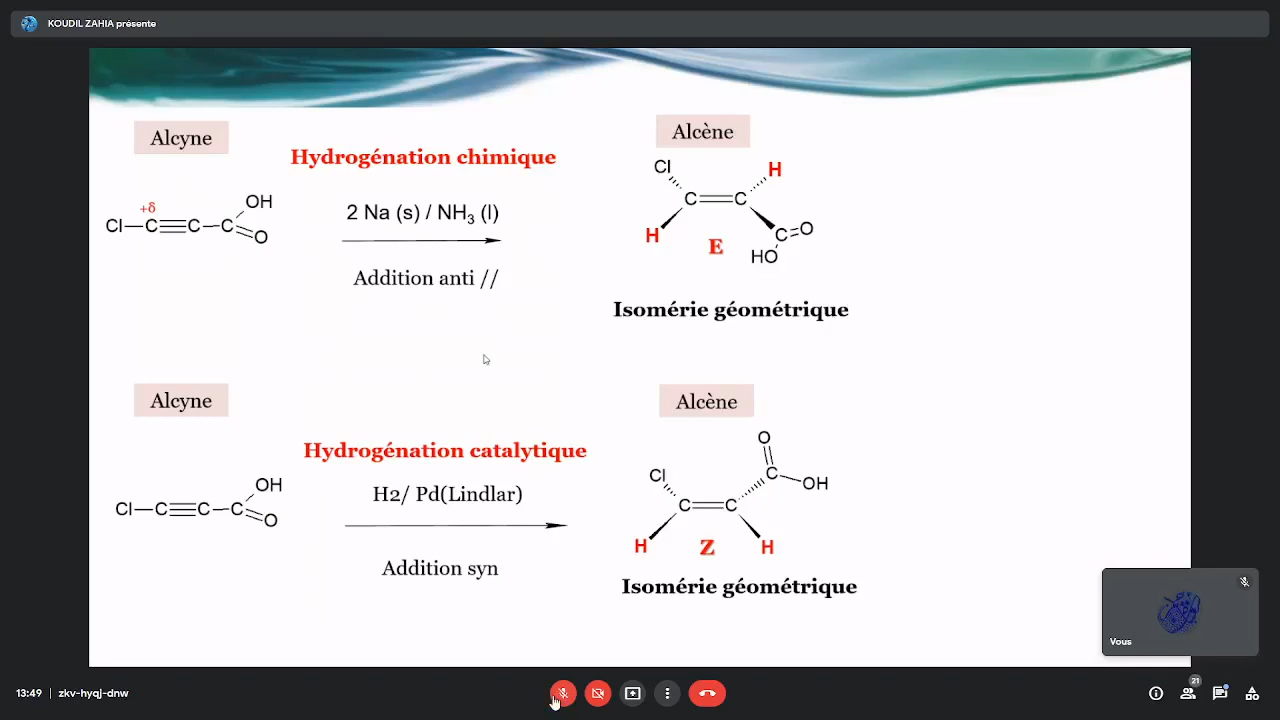 KOUDIL ZAHIA présente
Alcyne
Hydrogénation chimique
Alcène
+δ
Cl C C C OH O
2 Na (s) / NH3 (l)
Addition anti //
Cl H C C H C O HO
E
Isomérie géométrique
Alcyne
Hydrogénation catalytique
Alcène
Cl C C C OH O
H2/ Pd(Lindlar)
Addition syn
O Cl C OH C C H H
Z
Isomérie géométrique
Vous
13:49 | zkv-hyqj-dnw
21